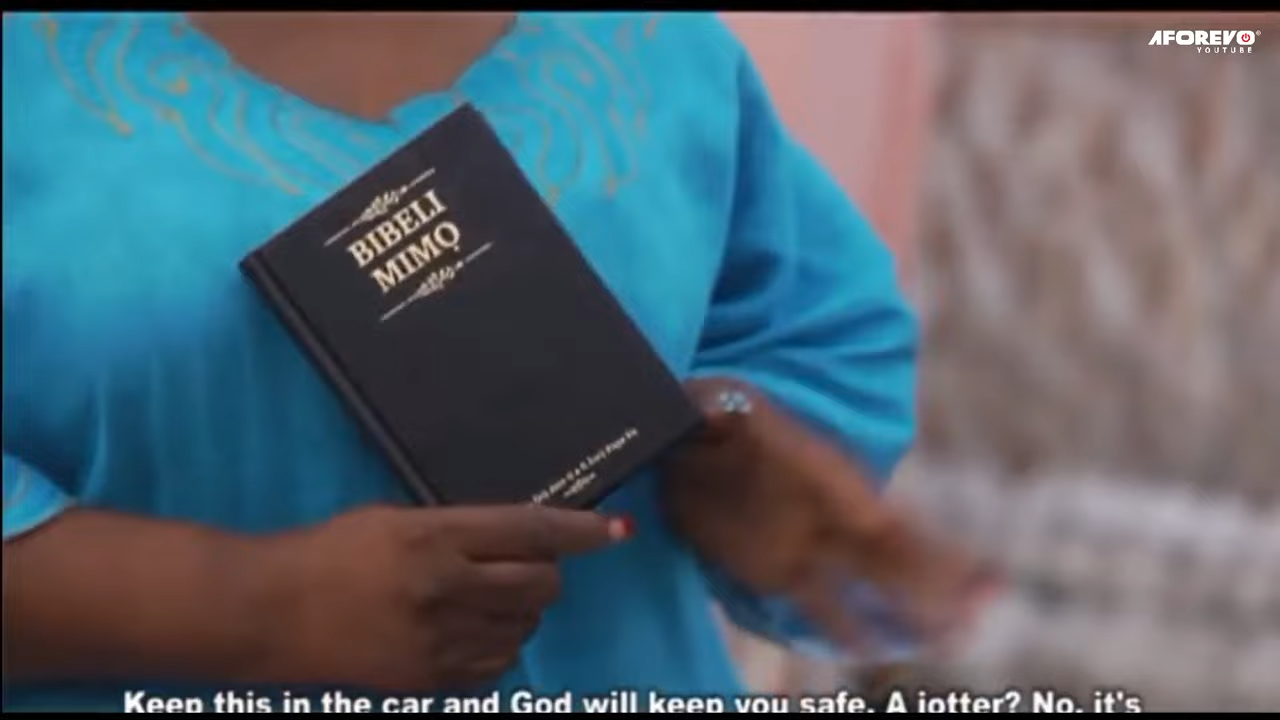 AFOREVO
YOUTUBE
BIBELI
MIMỌ
Keep this in the car and God will keep you safe. A jotter? No, it's